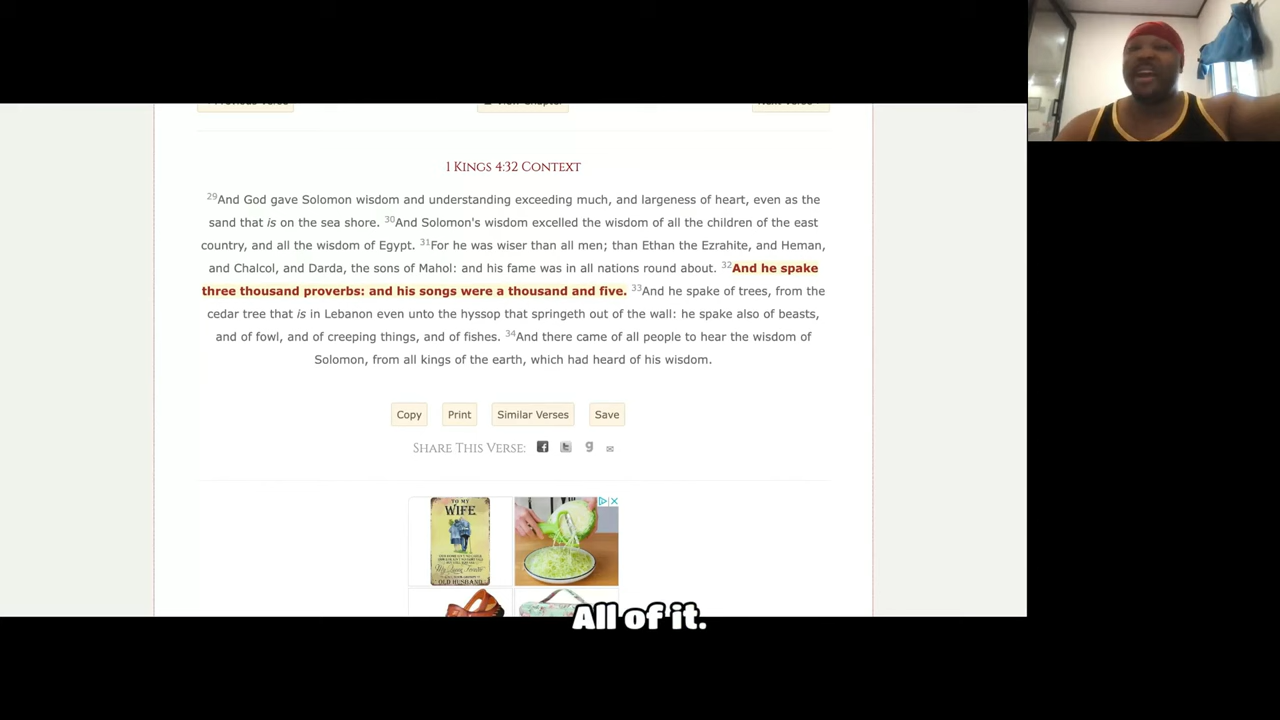 1 Kings 4:32 Context
29And God gave Solomon wisdom and understanding exceeding much, and largeness of heart, even as the
sand that is on the sea shore. 30And Solomon's wisdom excelled the wisdom of all the children of the east
country, and all the wisdom of Egypt. 31For he was wiser than all men; than Ethan the Ezrahite, and Heman,
and Chalcol, and Darda, the sons of Mahol: and his fame was in all nations round about. 32And he spake
three thousand proverbs: and his songs were a thousand and five. 33And he spake of trees, from the
cedar tree that is in Lebanon even unto the hyssop that springeth out of the wall: he spake also of beasts,
and of fowl, and of creeping things, and of fishes. 34And there came of all people to hear the wisdom of
Solomon, from all kings of the earth, which had heard of his wisdom.
Copy Print Similar Verses Save
Share This Verse:
TO MY
WIFE
OLD HUSBAND
All of it.